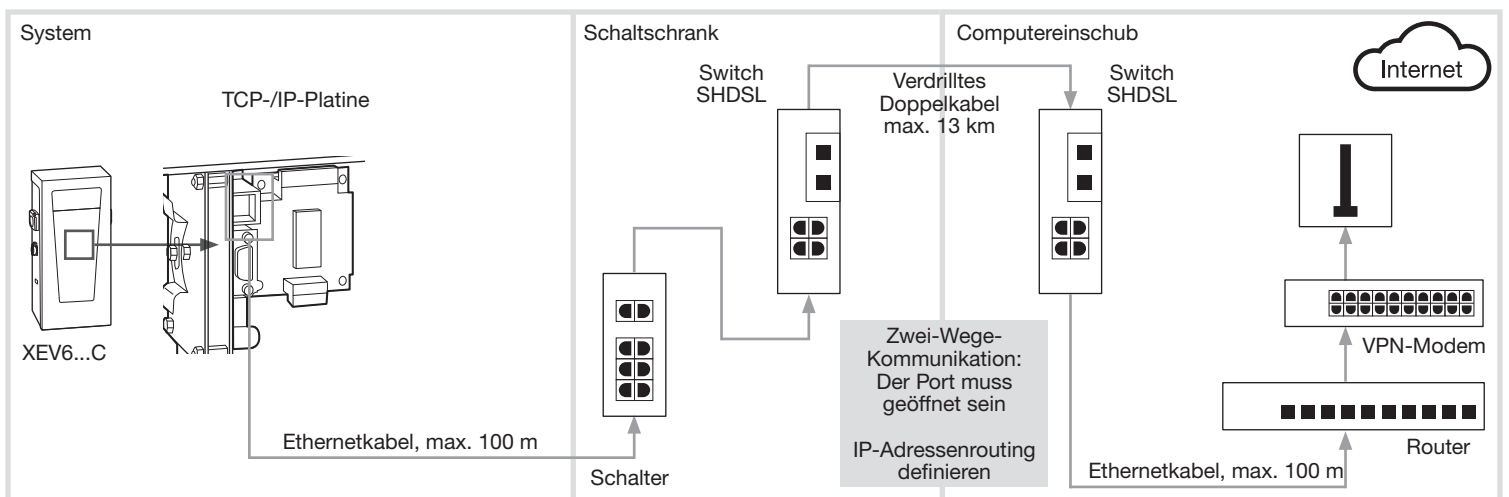 System
TCP-/IP-Platine
XEV6...C
Ethernetkabel, max. 100 m
Schaltschrank
Switch
SHDSL
Schalter
Verdrilltes
Doppelkabel
max. 13 km
Zwei-Wege-
Kommunikation:
Der Port muss
geöffnet sein
IP-Adressenrouting
definieren
Computereinschub
Switch
SHDSL
Internet
VPN-Modem
Router
Ethernetkabel, max. 100 m